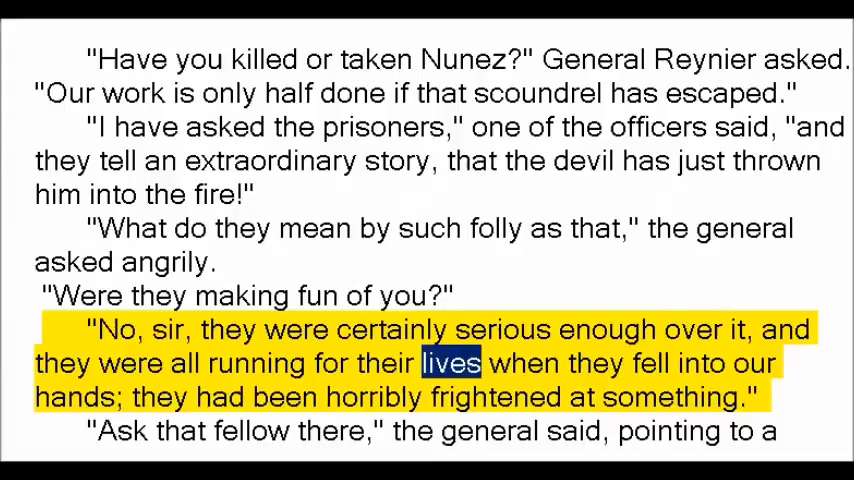 "Have you killed or taken Nunez?" General Reynier asked.
"Our work is only half done if that scoundrel has escaped."
"I have asked the prisoners," one of the officers said, "and
they tell an extraordinary story, that the devil has just thrown
him into the fire!"
"What do they mean by such folly as that," the general
asked angrily.
"Were they making fun of you?"
"No, sir, they were certainly serious enough over it, and
they were all running for their lives when they fell into our
hands; they had been horribly frightened at something."
"Ask that fellow there," the general said, pointing to a